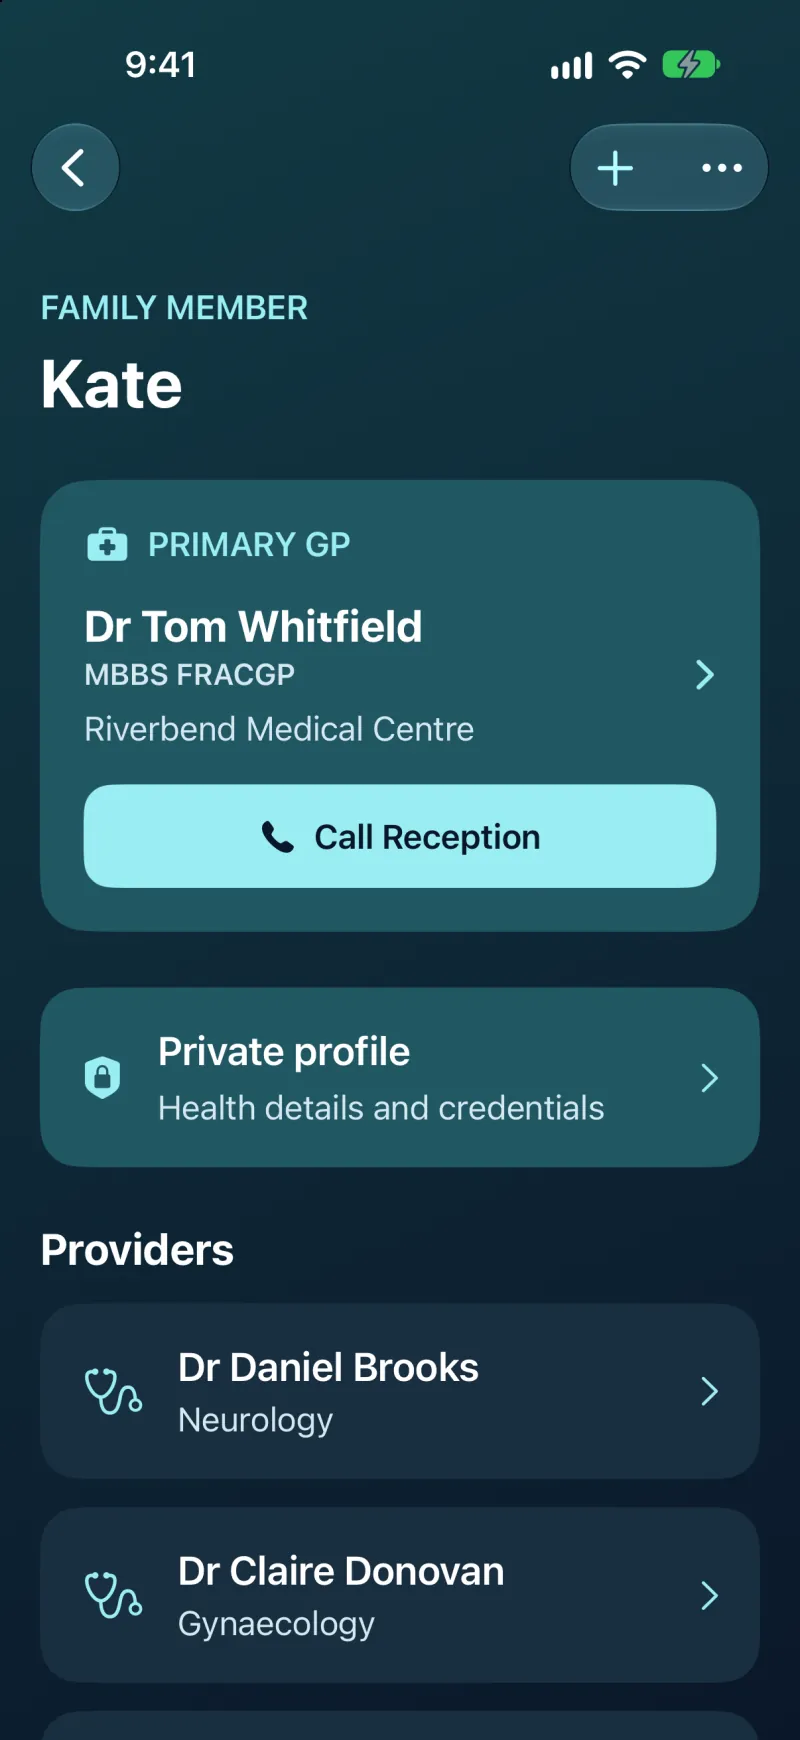 9:41
FAMILY MEMBER
Kate
PRIMARY GP
Dr Tom Whitfield
MBBS FRACGP
Riverbend Medical Centre
Call Reception
Private profile
Health details and credentials
Providers
Dr Daniel Brooks
Neurology
Dr Claire Donovan
Gynaecology